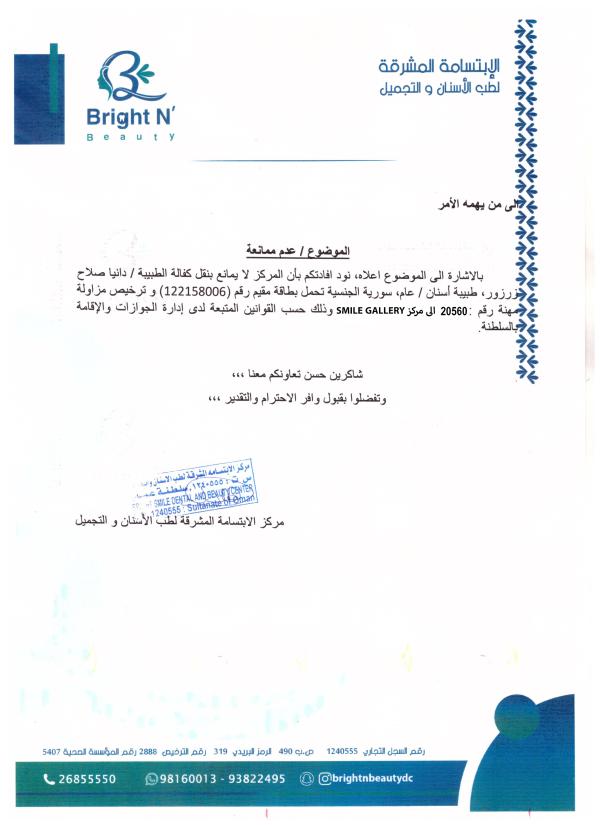 Bright N'
Beauty
الإبتسامة المشرقة
لطب الأسنان و التجميل
الى من يهمه الأمر
الموضوع / عدم ممانعة
بالاشارة الى الموضوع اعلاه، نود افادتكم بأن المركز لا يمانع بنقل كفالة الطبيبة / دانيا صلاح
زرزور، طبيبة أسنان / عام، سورية الجنسية تحمل بطاقة مقيم رقم (122158006) و ترخيص مزاولة
مهنة رقم :20560 الى مركز SMILE GALLERY وذلك حسب القوانين المتبعة لدى إدارة الجوازات والإقامة
بالسلطنة.
شاكرين حسن تعاونكم معنا ،،،
وتفضلوا بقبول وافر الاحترام والتقدير ،،،
مركز الابتسامه المشرقة لطب الاسنان
س ت : ١٢٤٠٥٥٥
SMILE DENTAL AND BEAUTY CENTER
1240555 : Sultanate of Oman
مركز الابتسامة المشرقة لطب الأسنان و التجميل
رقم السجل التجاري 1240555 ص.ب 490 الرمز البريدي 319 رقم الترخيص 2888 رقم المؤسسة الصحية 5407
26855550 98160013 - 93822495 brightnbeautydc